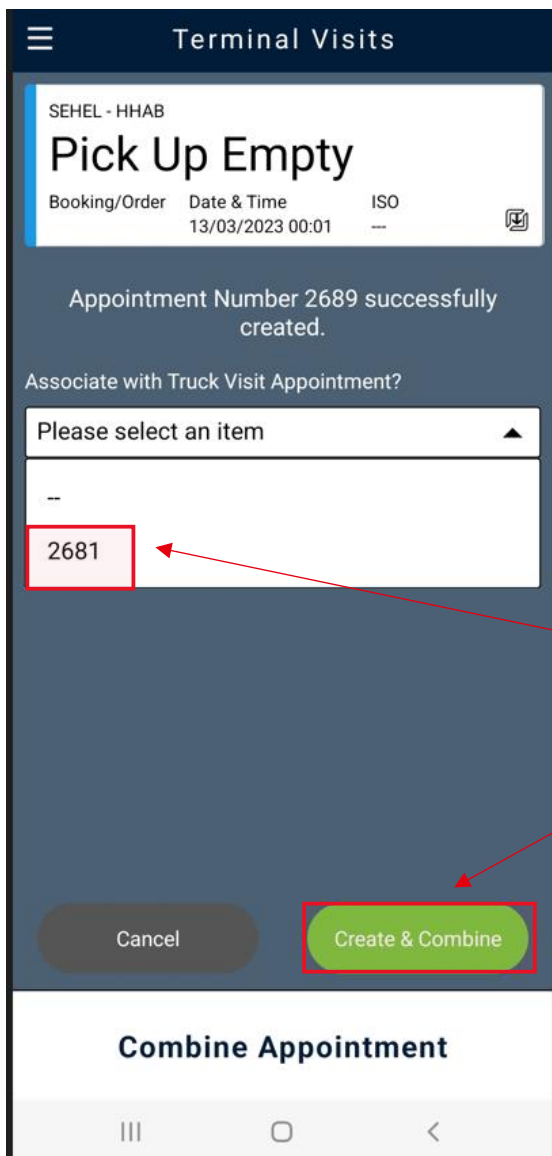 Terminal Visits
SEHEL - HHAB
Pick Up Empty
Booking/Order Date & Time ISO
13/03/2023 00:01 ---
Appointment Number 2689 successfully
created.
Associate with Truck Visit Appointment?
Please select an item
--
2681
Cancel Create & Combine
Combine Appointment